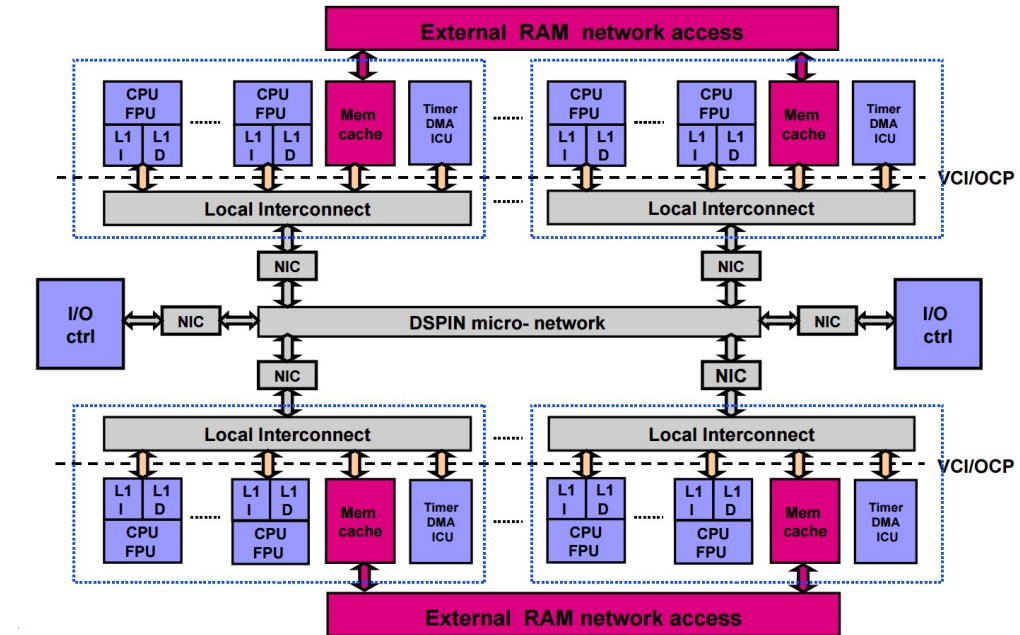 External RAM network access
CPU
FPU
L1 L1
I D
CPU
FPU
L1 L1
I D
Mem
cache
Timer
DMA
ICU
CPU
FPU
L1 L1
I D
CPU
FPU
L1 L1
I D
Mem
cache
Timer
DMA
ICU
VCI/OCP
Local Interconnect
Local Interconnect
NIC
NIC
I/O
ctrl
NIC
DSPIN micro- network
NIC
I/O
ctrl
NIC
NIC
Local Interconnect
Local Interconnect
VCI/OCP
L1 L1
I D
CPU
FPU
L1 L1
I D
CPU
FPU
Mem
cache
Timer
DMA
ICU
L1 L1
I D
CPU
FPU
L1 L1
I D
CPU
FPU
Mem
cache
Timer
DMA
ICU
External RAM network access